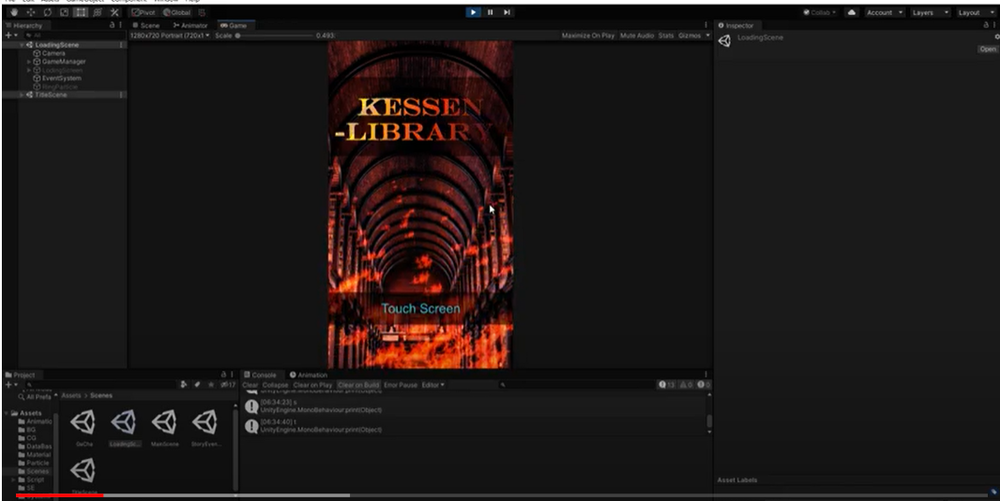 File Edit Assets GameObject Component Window Help
Pivot Global
Collab Account Layers Layout
Hierarchy
Scene Animator Game
Inspector
All
1280x720 Portrait (720x1 Scale 0.493
Maximize On Play Mute Audio Stats Gizmos
LoadingScene
Open
LoadingScene
Camera
GameManager
EventSystem
RingParticle
TitleScene
KESSEN
-LIBRARY
Touch Screen
Project
Console Animation
17
Clear Collapse Clear on Play Clear on Build Error Pause Editor
13 0 0
All Prefa
Assets > Scenes
UnityEngine.MonoBehaviour:print(Object)
[06:34:23] s
UnityEngine.MonoBehaviour:print(Object)
[06:34:40] t
UnityEngine.MonoBehaviour:print(Object)
Assets
Animatio
BG
CG
DataBas
Material
Particle
Scenes
Script
SE
GaCha LoadingSc... MainScene StoryEven...
TitleScene
Asset Labels